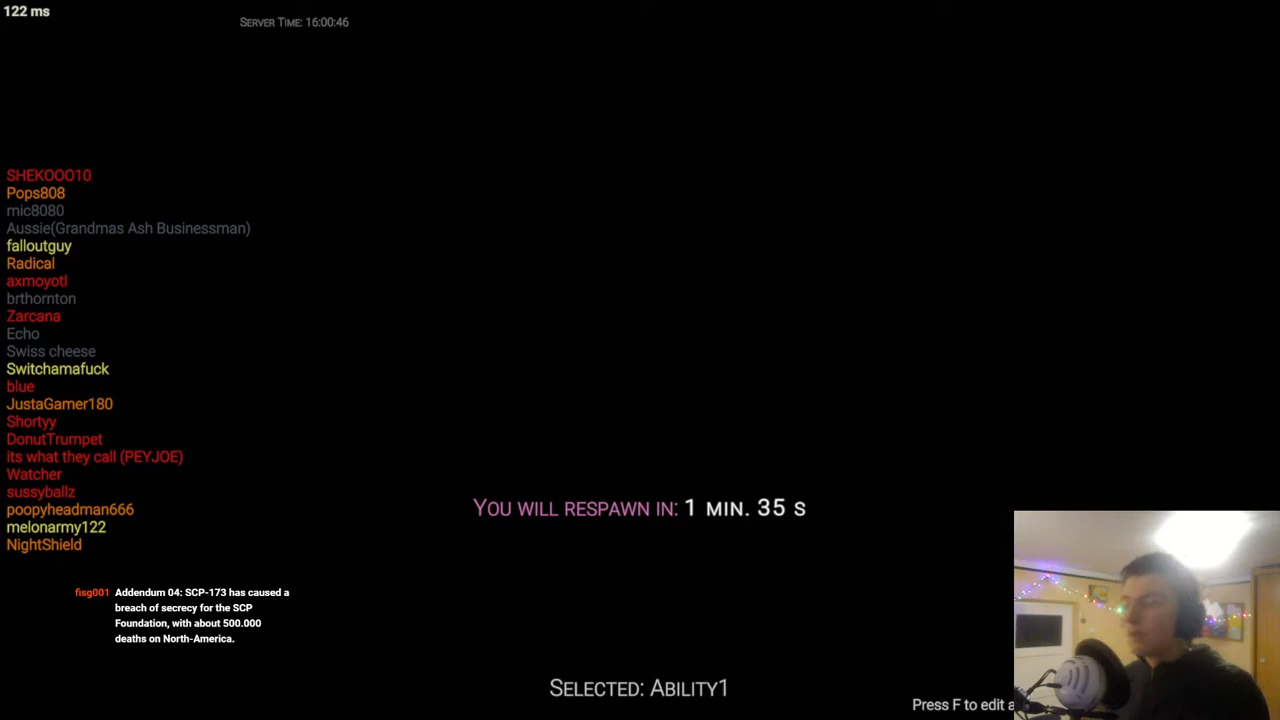 122 ms
Server Time: 16:00:46
SHEKOOO10
Pops808
mic8080
Aussie(Grandmas Ash Businessman)
falloutguy
Radical
axmoyotl
brthornton
Zarcana
Echo
Swiss cheese
Switchamafuck
blue
JustaGamer180
Shortyy
DonutTrumpet
its what they call (PEYJOE)
Watcher
sussyballz
poopyheadman666
melonarmy122
NightShield
You will respawn in: 1 min. 35 s
fisg001 Addendum 04: SCP-173 has caused a
breach of secrecy for the SCP
Foundation, with about 500.000
deaths on North-America.
Selected: Ability1
Press F to edit a